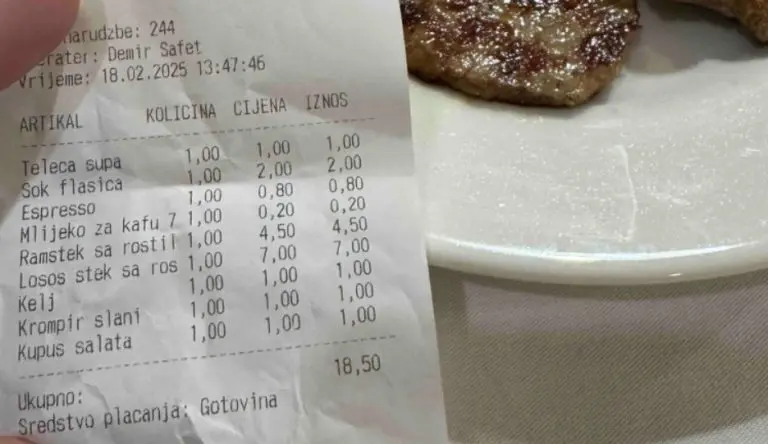 narudzbe: 244
erater: Demir Safet
Vrijeme: 18.02.2025 13:47:46
ARTIKAL KOLICINA CIJENA IZNOS
Teleca supa 1,00 1,00 1,00
Sok flasica 1,00 2,00 2,00
Espresso 1,00 0,80 0,80
Mlijeko za kafu 7 1,00 0,20 0,20
Ramstek sa rostil 1,00 4,50 4,50
Losos stek sa ros 1,00 7,00 7,00
Kelj 1,00 1,00 1,00
Krompir slani 1,00 1,00 1,00
Kupus salata 1,00 1,00 1,00
Ukupno: 18,50
Sredstvo placanja: Gotovina